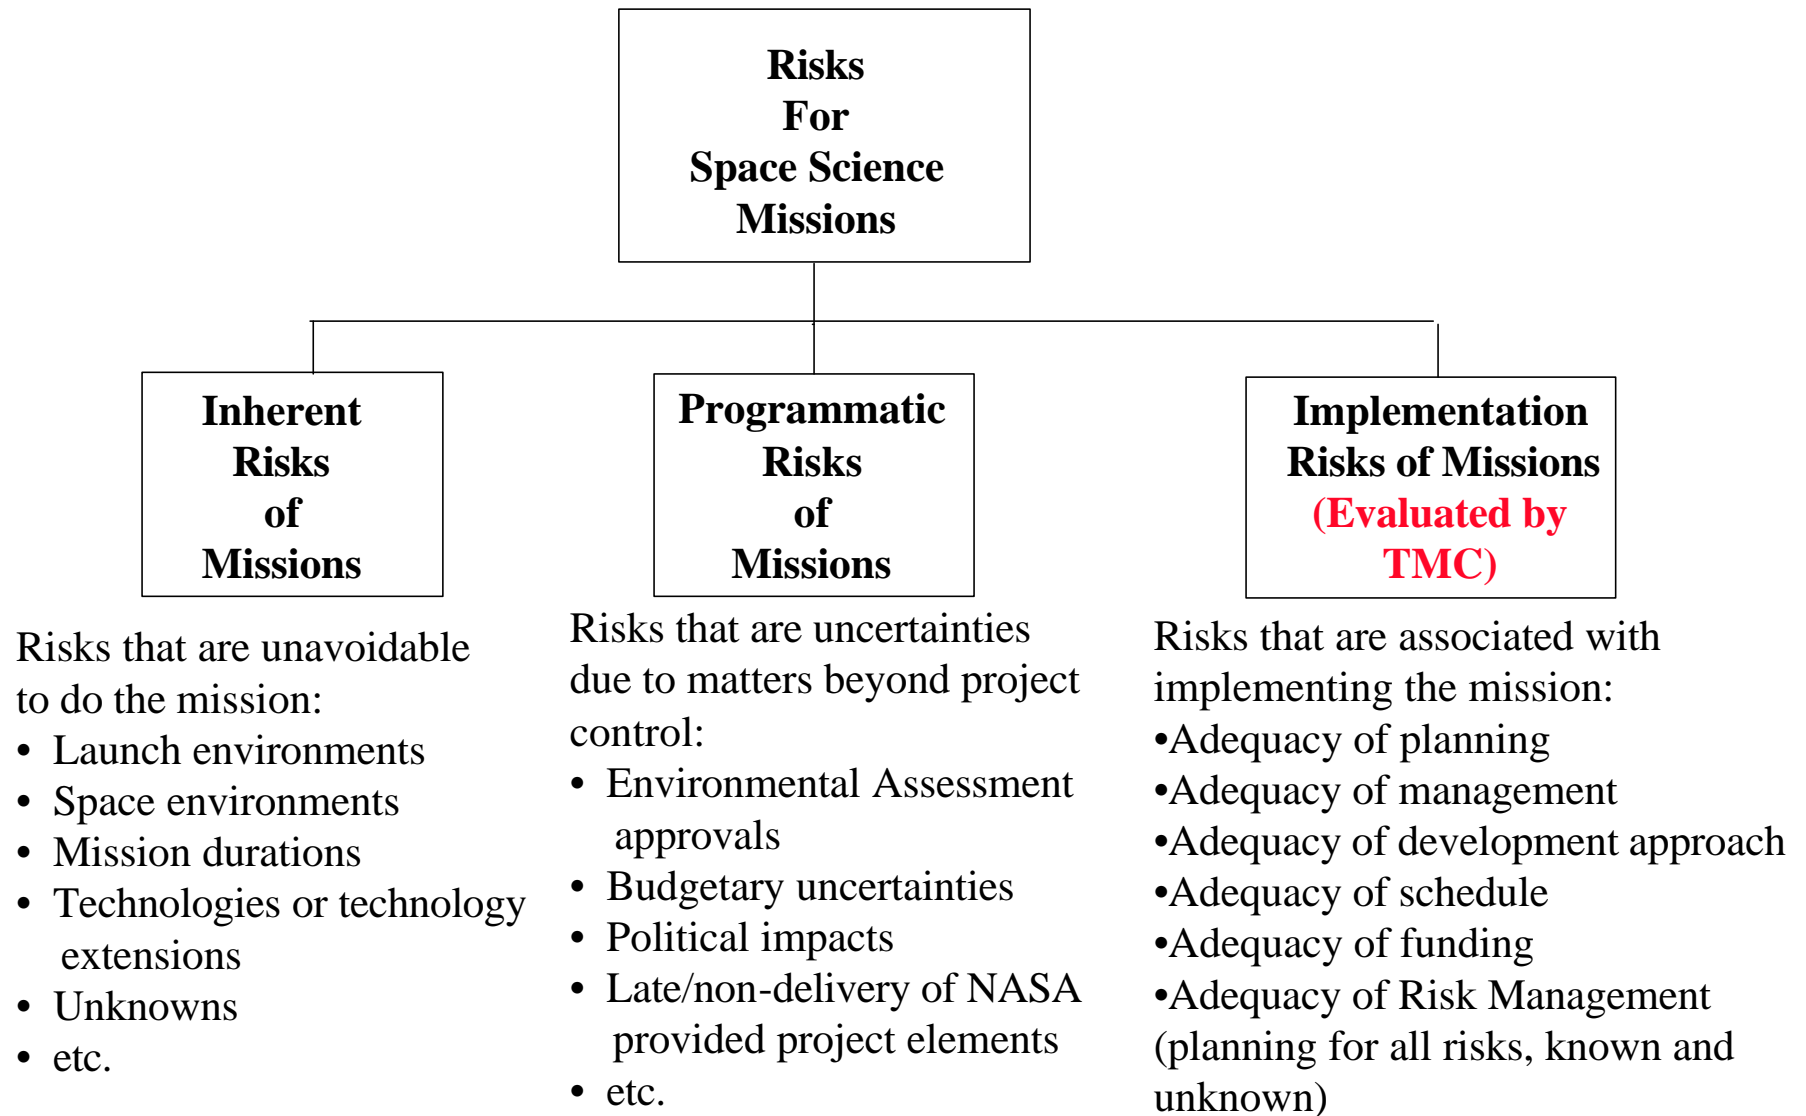 Risks
For
Space Science
Missions
Inherent
Risks
of
Missions
Programmatic
Risks
of
Missions
Implementation
Risks of Missions
(Evaluated by
TMC)
Risks that are unavoidable
to do the mission:
• Launch environments
• Space environments
• Mission durations
• Technologies or technology
extensions
• Unknowns
• etc.
Risks that are uncertainties
due to matters beyond project
control:
• Environmental Assessment
approvals
• Budgetary uncertainties
• Political impacts
• Late/non-delivery of NASA
provided project elements
• etc.
Risks that are associated with
implementing the mission:
•Adequacy of planning
•Adequacy of management
•Adequacy of development approach
•Adequacy of schedule
•Adequacy of funding
•Adequacy of Risk Management
(planning for all risks, known and
unknown)